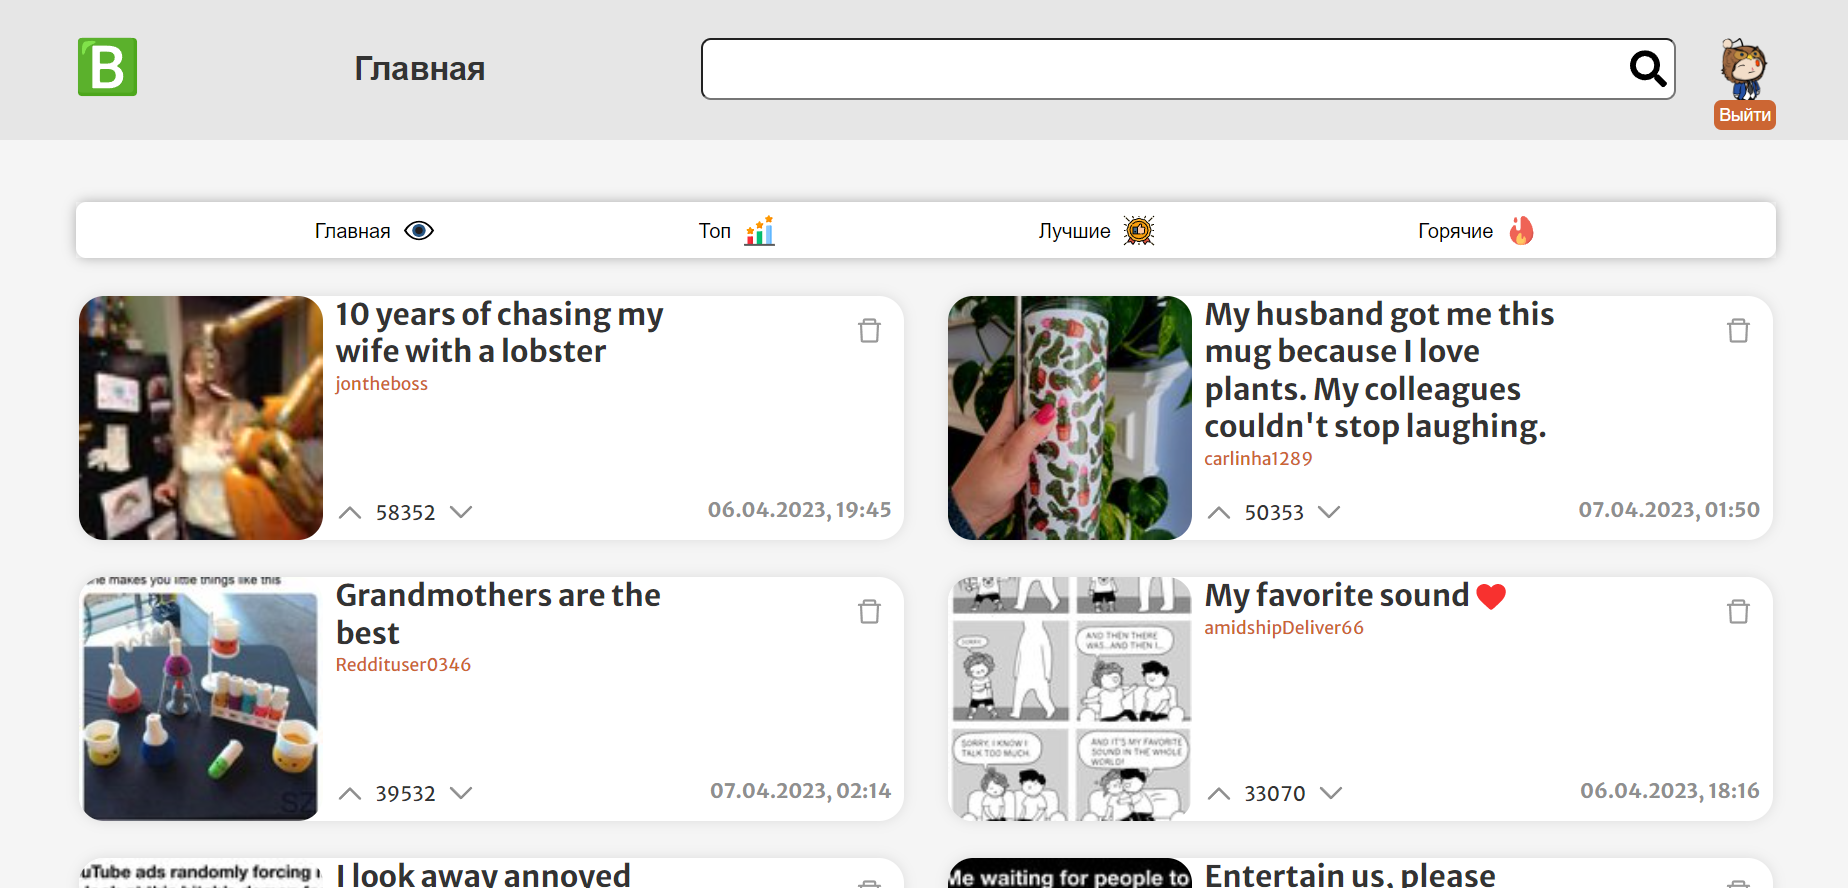 B
Главная
Выйти
Главная
Топ
Лучшие
Горячие
10 years of chasing my
wife with a lobster
jontheboss
58352
06.04.2023, 19:45
My husband got me this
mug because I love
plants. My colleagues
couldn't stop laughing.
carlinha1289
50353
07.04.2023, 01:50
makes you little things like this
SZ
Grandmothers are the
best
Reddituser0346
39532
07.04.2023, 02:14
SORRY.
AND THEN THERE
WAS...AND THEN I...
SORRY. I KNOW I
TALK TOO MUCH.
AND IT'S MY FAVORITE
SOUND IN THE WHOLE
WORLD!
My favorite sound ❤
amidshipDeliver66
33070
06.04.2023, 18:16
uTube ads randomly forcing
I look away annoyed
Me waiting for people to
Entertain us, please